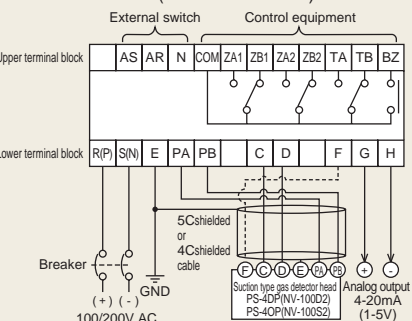 External switch Control equipment
Upper terminal block AS AR N COM ZA1 ZB1 ZA2 ZB2 TA TB BZ
Lower terminal block R(P) S(N) E PA PB C D F G H
5Cshielded
or
4Cshielded
cable
Breaker
GND
(+) (-)
100/200V AC
F C D E PA PB + -
Suction type gas detector head
PS-4DP(NV-100D2)
PS-4OP(NV-100S2)
Analog output
4-20mA
(1-5V)